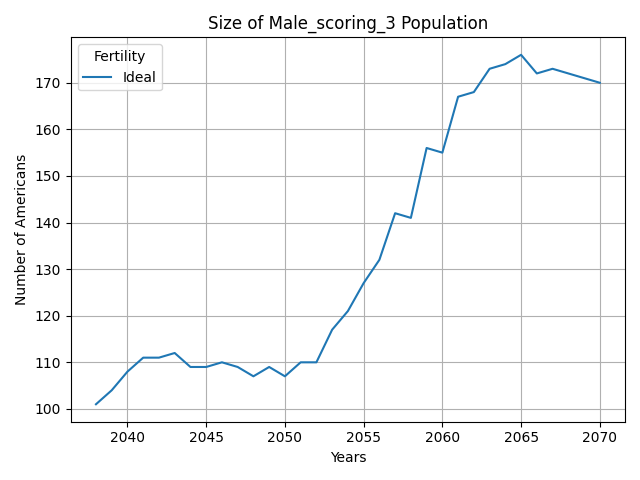 Size of Male_scoring_3 Population
Fertility
Ideal
Number of Americans
170
160
150
140
130
120
110
100
2040 2045 2050 2055 2060 2065 2070
Years